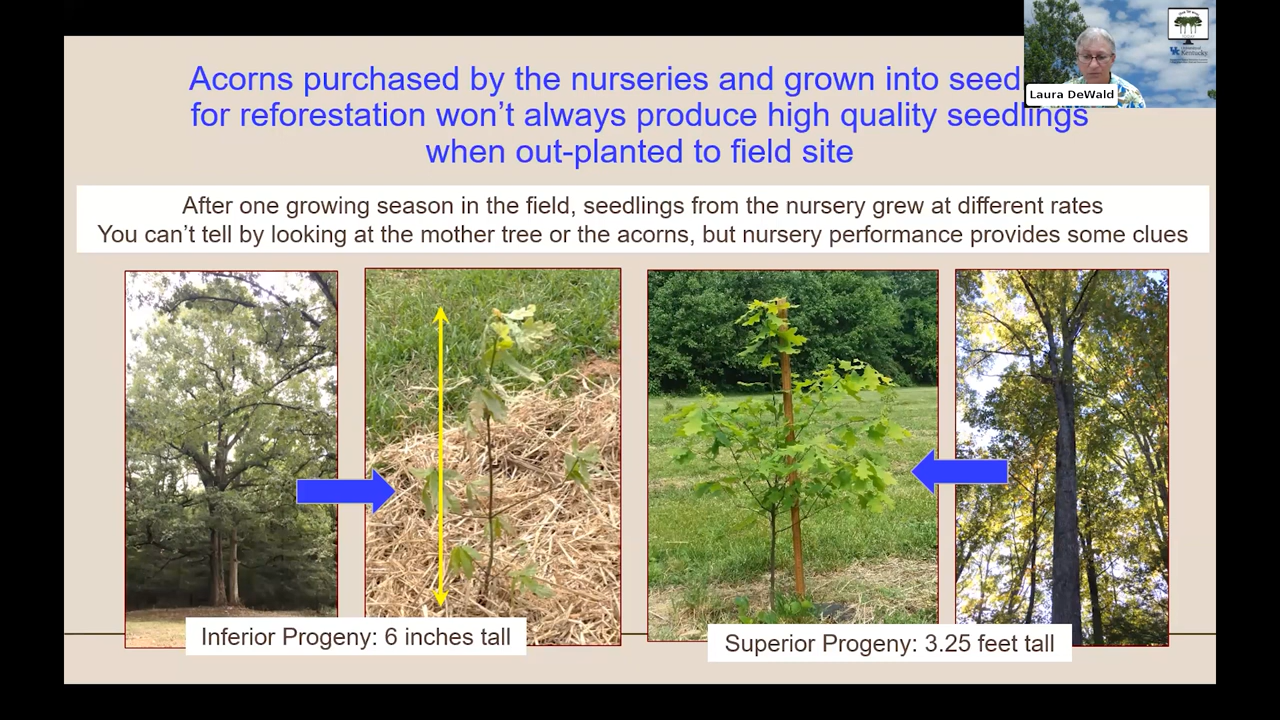 Acorns purchased by the nurseries and grown into seed
for reforestation won't always produce high quality seedlings
when out-planted to field site
Laura DeWald
Kentucky
After one growing season in the field, seedlings from the nursery grew at different rates
You can't tell by looking at the mother tree or the acorns, but nursery performance provides some clues
Inferior Progeny: 6 inches tall
Superior Progeny: 3.25 feet tall